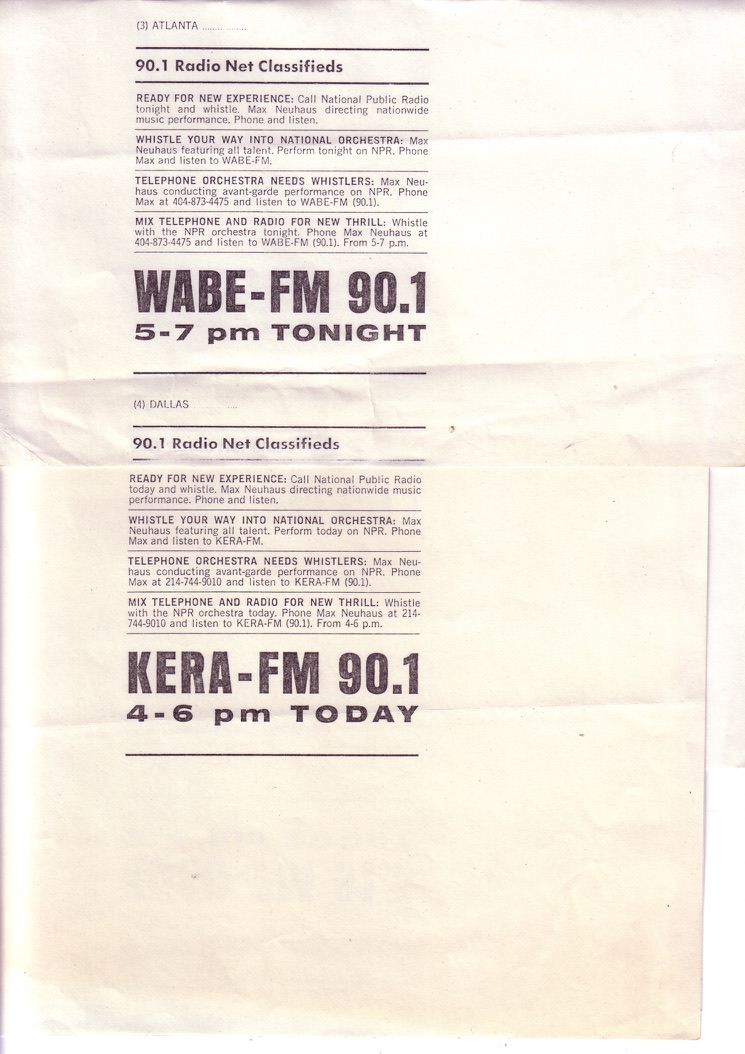 (3) ATLANTA ........ ........
90.1 Radio Net Classifieds
READY FOR NEW EXPERIENCE: Call National Public Radio
tonight and whistle. Max Neuhaus directing nationwide
music performance. Phone and listen.
WHISTLE YOUR WAY INTO NATIONAL ORCHESTRA: Max
Neuhaus featuring all talent. Perform tonight on NPR. Phone
Max and listen to WABE-FM.
TELEPHONE ORCHESTRA NEEDS WHISTLERS: Max Neu-
haus conducting avant-garde performance on NPR. Phone
Max at 404-873-4475 and listen to WABE-FM (90.1).
MIX TELEPHONE AND RADIO FOR NEW THRILL: Whistle
with the NPR orchestra tonight. Phone Max Neuhaus at
404-873-4475 and listen to WABE-FM (90.1). From 5-7 p.m.
WABE-FM 90.1
5-7 pm TONIGHT
(4) DALLAS
90.1 Radio Net Classifieds
READY FOR NEW EXPERIENCE: Call National Public Radio
today and whistle. Max Neuhaus directing nationwide music
performance. Phone and listen.
WHISTLE YOUR WAY INTO NATIONAL ORCHESTRA: Max
Neuhaus featuring all talent. Perform today on NPR. Phone
Max and listen to KERA-FM.
TELEPHONE ORCHESTRA NEEDS WHISTLERS: Max Neu-
haus conducting avant-garde performance on NPR. Phone
Max at 214-744-9010 and listen to KERA-FM (90.1).
MIX TELEPHONE AND RADIO FOR NEW THRILL: Whistle
with the NPR orchestra today. Phone Max Neuhaus at 214-
744-9010 and listen to KERA-FM (90.1). From 4-6 p.m.
KERA-FM 90.1
4-6 pm TODAY